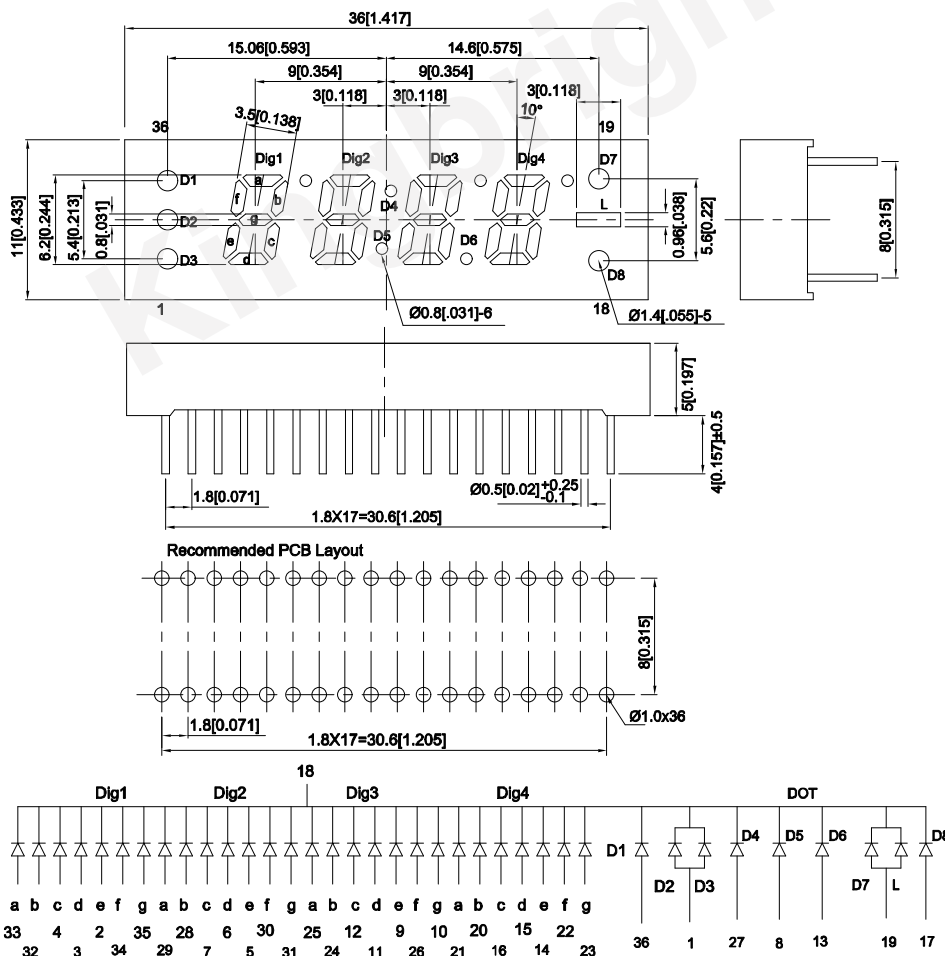 36[1.417]
15.06[0.593] 14.6[0.575]
9[0.354] 9[0.354]
3[0.118] 3[0.118] 3[0.118]
3.5[0.138] 10°
36 19
Dig1 Dig2 Dig3 Dig4
D1 a D7
f b D4 L
D2 g
e c D5 D6
D3 d D8
11[0.433]
6.2[0.244]
5.4[0.213]
0.8[.031]
0.96[.038]
5.6[0.22]
8[0.315]
1 18
Ø0.8[.031]-6 Ø1.4[.055]-5
Kingbright
5[0.197]
4[0.157]±0.5
1.8[0.071] Ø0.5[0.02] +0.25 -0.1
1.8X17=30.6[1.205]
Recommended PCB Layout
8[0.315]
1.8[0.071] Ø1.0x36
1.8X17=30.6[1.205]
18
Dig1 Dig2 Dig3 Dig4 DOT
D1 D4 D5 D6 D8
D2 D3 D7 L
a b c d e f g a b c d e f g a b c d e f g a b c d e f g
33 4 2 35 28 6 30 25 12 9 10 20 15 22 36 1 27 8 13 19 17
32 3 34 29 7 5 31 24 11 26 21 16 14 23